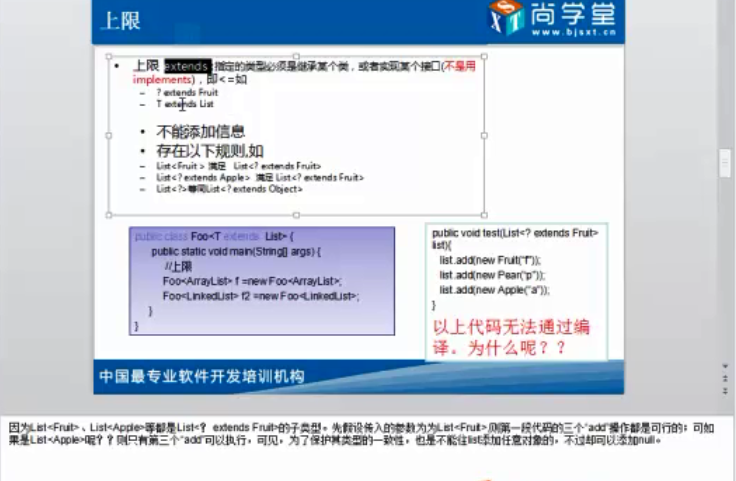 上限
尚学堂
www.bjsxt.cn
• 上限 extends 指定的类型必须是继承某个类，或者实现某个接口(不是用
implements)，即<=如
– ? extends Fruit
– T extends List
• 不能添加信息
• 存在以下规则,如
– List<Fruit > 满足 List<? extends Fruit>
– List<? extends Apple> 满足 List<? extends Fruit>
– List<?>等同List<? extends Object>
public class Foo<T extends List> {
public static void main(String[] args) {
//上限
Foo<ArrayList> f =new Foo<ArrayList>;
Foo<LinkedList> f2 =new Foo<LinkedList>;
}
}
public void test(List<? extends Fruit>
list){
list.add(new Fruit("f"));
list.add(new Pear("p"));
list.add(new Apple("a"));
}
以上代码无法通过编
译。为什么呢？？
中国最专业软件开发培训机构
因为List<Fruit>、List<Apple>等都是List<? extends Fruit>的子类型。先假设传入的参数为为List<Fruit>,则第一段代码的三个“add”操作都是可行的；可如
果是List<Apple>呢？？则只有第三个“add”可以执行，可见，为了保护其类型的一致性，也是不能往list添加任意对象的，不过却可以添加null。